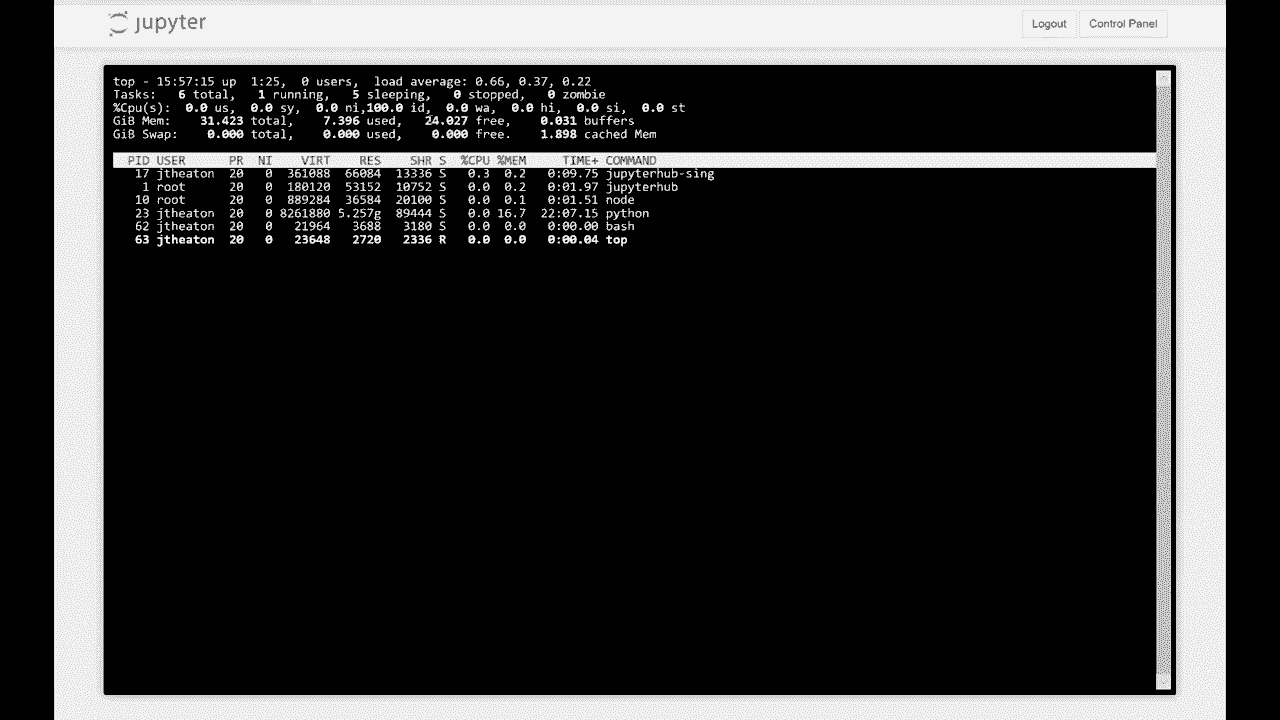 jupyter
Logout Control Panel
top - 15:57:15 up  1:25,  0 users,  load average: 0.66, 0.37, 0.22
Tasks:   6 total,   1 running,   5 sleeping,   0 stopped,   0 zombie
%Cpu(s):  0.0 us,  0.0 sy,  0.0 ni,100.0 id,  0.0 wa,  0.0 hi,  0.0 si,  0.0 st
GiB Mem:    31.423 total,    7.396 used,   24.027 free,    0.031 buffers
GiB Swap:    0.000 total,    0.000 used,    0.000 free.    1.898 cached Mem
PID USER      PR  NI    VIRT    RES    SHR S  %CPU %MEM     TIME+ COMMAND
17 jtheaton  20   0  361088  66084  13336 S   0.3  0.2   0:09.75 jupyterhub-sing
1 root      20   0  180120  53152  10752 S   0.0  0.2   0:01.97 jupyterhub
10 root      20   0  889284  36584  20100 S   0.0  0.1   0:01.51 node
23 jtheaton  20   0 8261880 5.257g  89444 S   0.0 16.7  22:07.15 python
62 jtheaton  20   0   21964   3688   3180 S   0.0  0.0   0:00.00 bash
63 jtheaton  20   0   23648   2720   2336 R   0.0  0.0   0:00.04 top